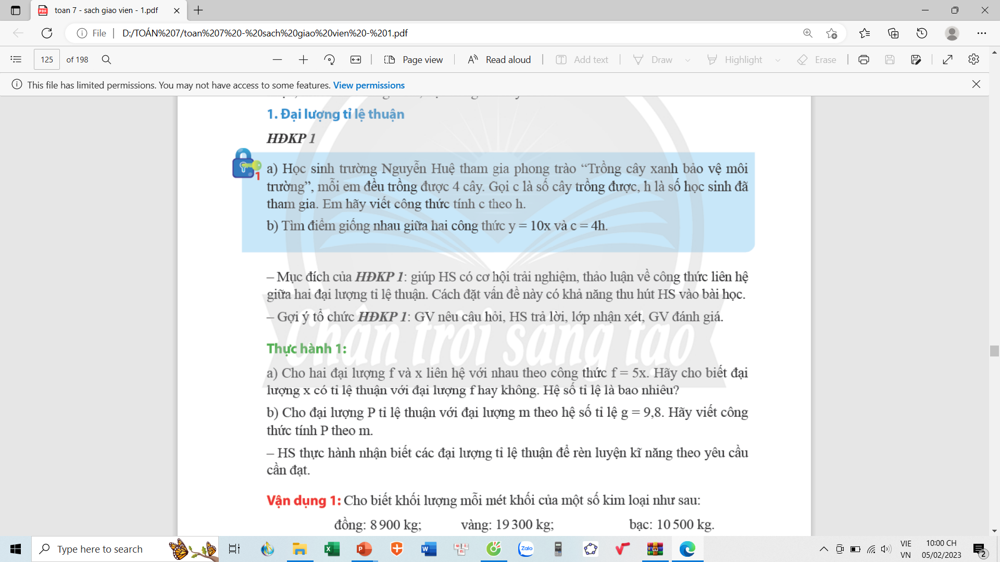 toan 7 - sach giao vien - 1.pdf
File
D:/TOÁN%207/toan%207%20-%20sach%20giao%20vien%20-%201.pdf
125 of 198
Page view
Read aloud
Add text
Draw
Highlight
Erase
This file has limited permissions. You may not have access to some features. View permissions
1. Đại lượng tỉ lệ thuận
HĐKP 1
1
a) Học sinh trường Nguyễn Huệ tham gia phong trào “Trồng cây xanh bảo vệ môi
trường”, mỗi em đều trồng được 4 cây. Gọi c là số cây trồng được, h là số học sinh đã
tham gia. Em hãy viết công thức tính c theo h.
b) Tìm điểm giống nhau giữa hai công thức y = 10x và c = 4h.
– Mục đích của HĐKP 1: giúp HS có cơ hội trải nghiệm, thảo luận về công thức liên hệ
giữa hai đại lượng tỉ lệ thuận. Cách đặt vấn đề này có khả năng thu hút HS vào bài học.
– Gợi ý tổ chức HĐKP 1: GV nêu câu hỏi, HS trả lời, lớp nhận xét, GV đánh giá.
Chân trời sáng tạo
Thực hành 1:
a) Cho hai đại lượng f và x liên hệ với nhau theo công thức f = 5x. Hãy cho biết đại
lượng x có tỉ lệ thuận với đại lượng f hay không. Hệ số tỉ lệ là bao nhiêu?
b) Cho đại lượng P tỉ lệ thuận với đại lượng m theo hệ số tỉ lệ g = 9,8. Hãy viết công
thức tính P theo m.
– HS thực hành nhận biết các đại lượng tỉ lệ thuận để rèn luyện kĩ năng theo yêu cầu
cần đạt.
Vận dụng 1: Cho biết khối lượng mỗi mét khối của một số kim loại như sau:
đồng: 8 900 kg; vàng: 19 300 kg; bạc: 10 500 kg.
Type here to search
Zalo
VIE
VN
10:00 CH
05/02/2023
2